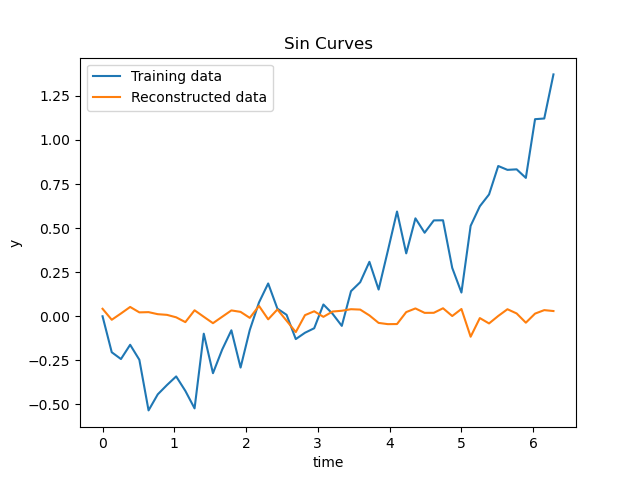 Sin Curves
Training data
Reconstructed data
1.25
1.00
0.75
0.50
0.25
0.00
−0.25
−0.50
y
0 1 2 3 4 5 6
time